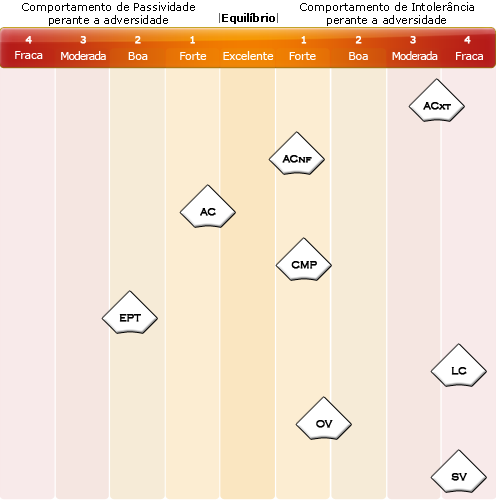 Comportamento de Passividade
perante a adversidade
|Equilíbrio|
Comportamento de Intolerância
perante a adversidade
4 3 2 1 1 2 3 4
Fraca Moderada Boa Forte Excelente Forte Boa Moderada Fraca
ACXT
ACNF
AC
CMP
EPT
LC
OV
SV